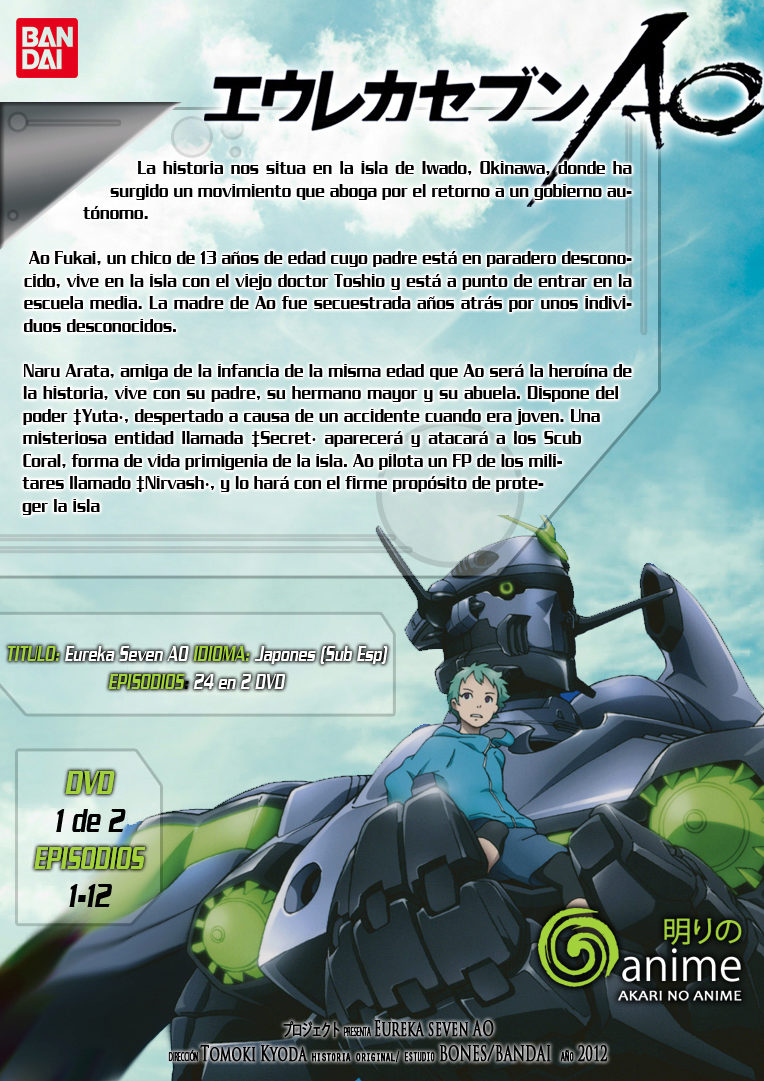 BAN
DAI
エウレカセブンAO
La historia nos situa en la isla de Iwado, Okinawa, donde ha
surgido un movimiento que aboga por el retorno a un gobierno au-
tónomo.
Ao Fukai, un chico de 13 años de edad cuyo padre está en paradero descono-
cido, vive en la isla con el viejo doctor Toshio y está a punto de entrar en la
escuela media. La madre de Ao fue secuestrada años atrás por unos indivi-
duos desconocidos.
Naru Arata, amiga de la infancia de la misma edad que Ao será la heroína de
la historia, vive con su padre, su hermano mayor y su abuela. Dispone del
poder ‡Yuta·, despertado a causa de un accidente cuando era joven. Una
misteriosa entidad llamada ‡Secret· aparecerá y atacará a los Scub
Coral, forma de vida primigenia de la isla. Ao pilota un FP de los mili-
tares llamado ‡Nirvash·, y lo hará con el firme propósito de prote-
ger la isla
TITULO: Eureka Seven AO IDIOMA: Japones (Sub Esp)
EPISODIOS: 24 en 2 DVD
DVD
1 de 2
EPISODIOS
1-12
明りの
anime
AKARI NO ANIME
プロジェクト PRESENTA EUREKA SEVEN AO
DIRECCIÓN TOMOKI KYODA HISTORIA ORIGINAL/ ESTUDIO BONES/BANDAI AÑO 2012